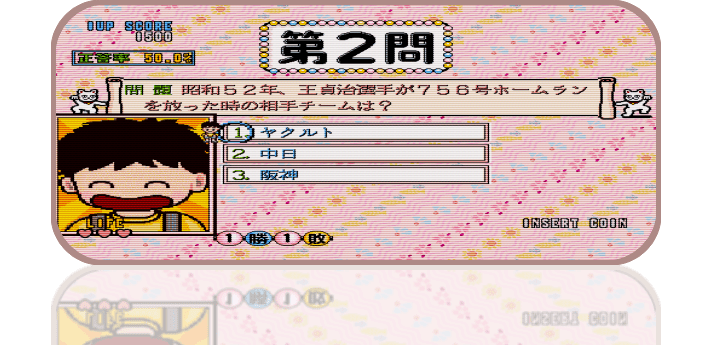 1UP SCORE
1500
正答率 50.0%
第2問
問題 昭和52年、王貞治選手が756号ホームラン
を放った時の相手チームは?
1. ヤクルト
2. 中日
3. 阪神
LIFE
INSERT COIN
1勝1敗